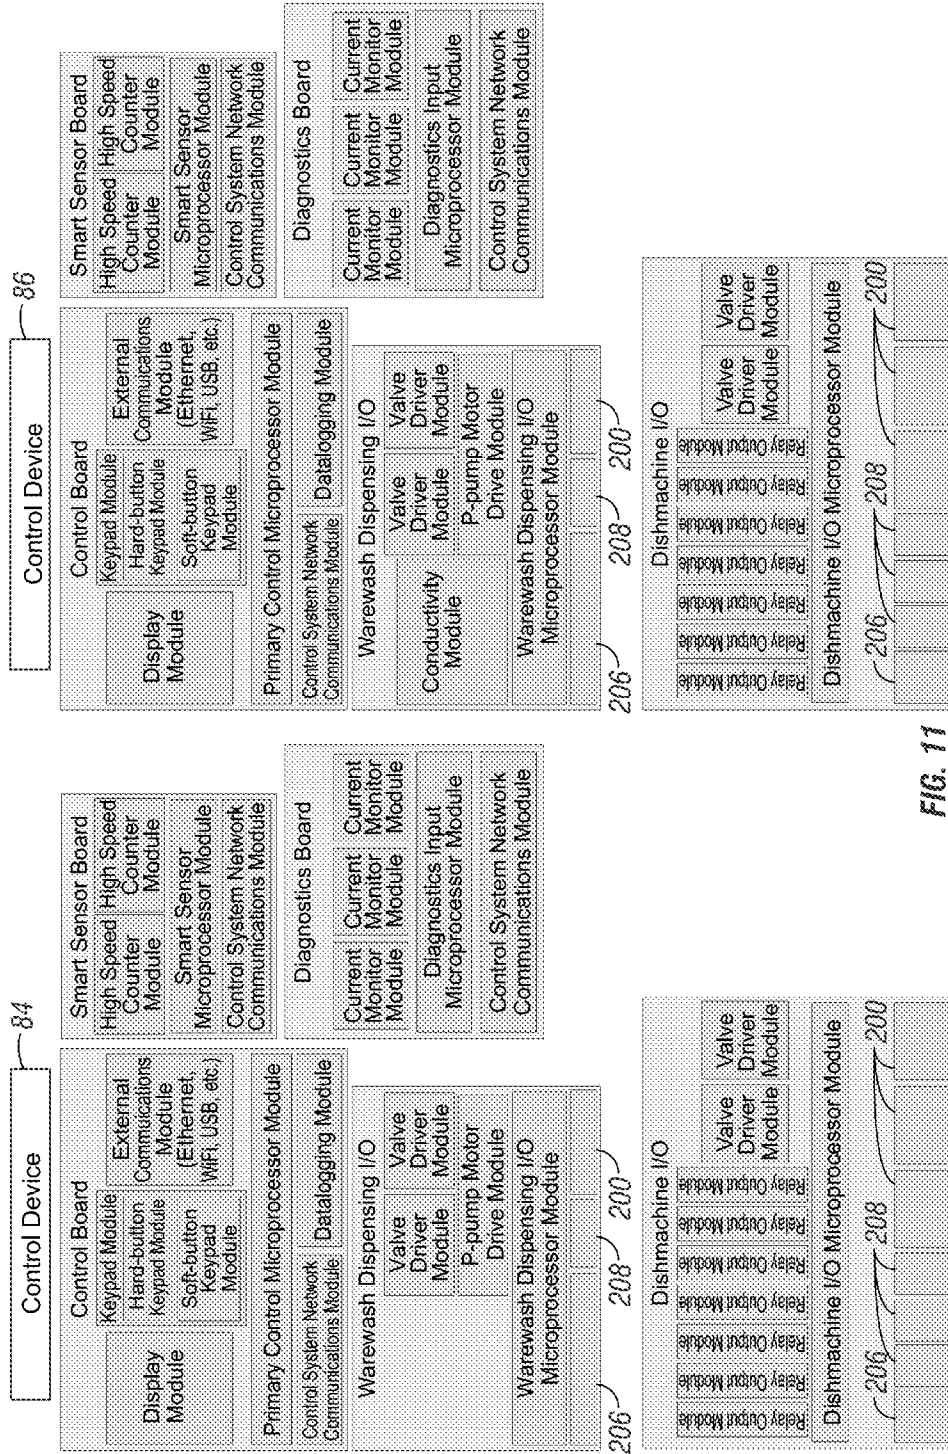 Control Device
84
Control Board
Display
Module
Keypad Module
Hard-button
Keypad Module
Soft-button
Keypad
Module
External
Communications
Module
(Ethernet,
WiFi, USB, etc.)
Primary Control Microprocessor Module
Control System Network
Communications Module
Datalogging Module
Smart Sensor Board
High Speed
Counter
Module
High Speed
Counter
Module
Smart Sensor
Microprocessor Module
Control System Network
Communications Module
Warewash Dispensing I/O
Valve
Driver
Module
Valve
Driver
Module
P-pump Motor
Drive Module
Warewash Dispensing I/O
Microprocessor Module
206
208
200
Diagnostics Board
Current
Monitor
Module
Current
Monitor
Module
Current
Monitor
Module
Diagnostics Input
Microprocessor Module
Control System Network
Communications Module
Dishmachine I/O
Relay Output Module
Relay Output Module
Relay Output Module
Relay Output Module
Relay Output Module
Relay Output Module
Relay Output Module
Valve
Driver
Module
Valve
Driver
Module
Dishmachine I/O Microprocessor Module
206
208
200
Control Device
86
Control Board
Display
Module
Keypad Module
Hard-button
Keypad Module
Soft-button
Keypad
Module
External
Communications
Module
(Ethernet,
WiFi, USB, etc.)
Primary Control Microprocessor Module
Control System Network
Communications Module
Datalogging Module
Smart Sensor Board
High Speed
Counter
Module
High Speed
Counter
Module
Smart Sensor
Microprocessor Module
Control System Network
Communications Module
Warewash Dispensing I/O
Conductivity
Module
Valve
Driver
Module
Valve
Driver
Module
P-pump Motor
Drive Module
Warewash Dispensing I/O
Microprocessor Module
206
208
200
Diagnostics Board
Current
Monitor
Module
Current
Monitor
Module
Current
Monitor
Module
Diagnostics Input
Microprocessor Module
Control System Network
Communications Module
Dishmachine I/O
Relay Output Module
Relay Output Module
Relay Output Module
Relay Output Module
Relay Output Module
Relay Output Module
Relay Output Module
Valve
Driver
Module
Valve
Driver
Module
Dishmachine I/O Microprocessor Module
206
208
200
FIG. 11